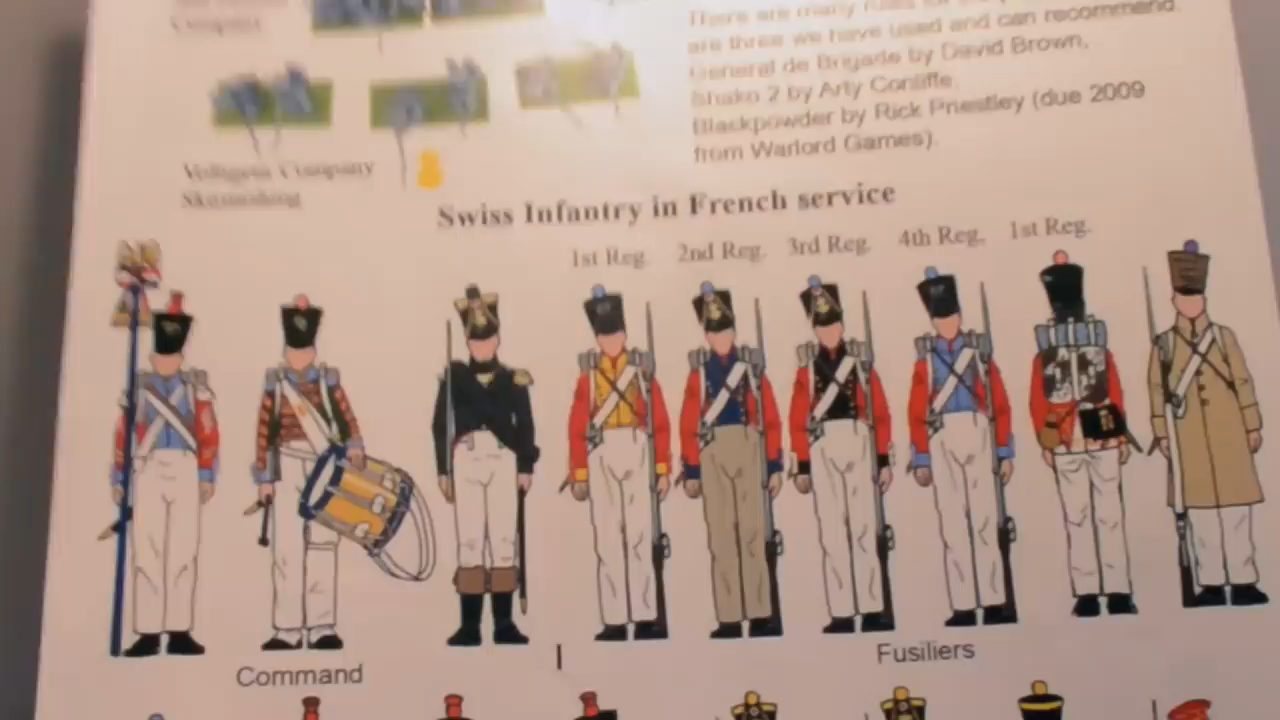 Company
There are many rules for
are three we have used and can recommend.
General de Brigade by David Brown,
Shako 2 by Arty Conliffe,
Blackpowder by Rick Priestley (due 2009
from Warlord Games).
Voltigeur Company
Skirmishing
Swiss Infantry in French service
1st Reg. 2nd Reg. 3rd Reg. 4th Reg. 1st Reg.
Command
Fusiliers